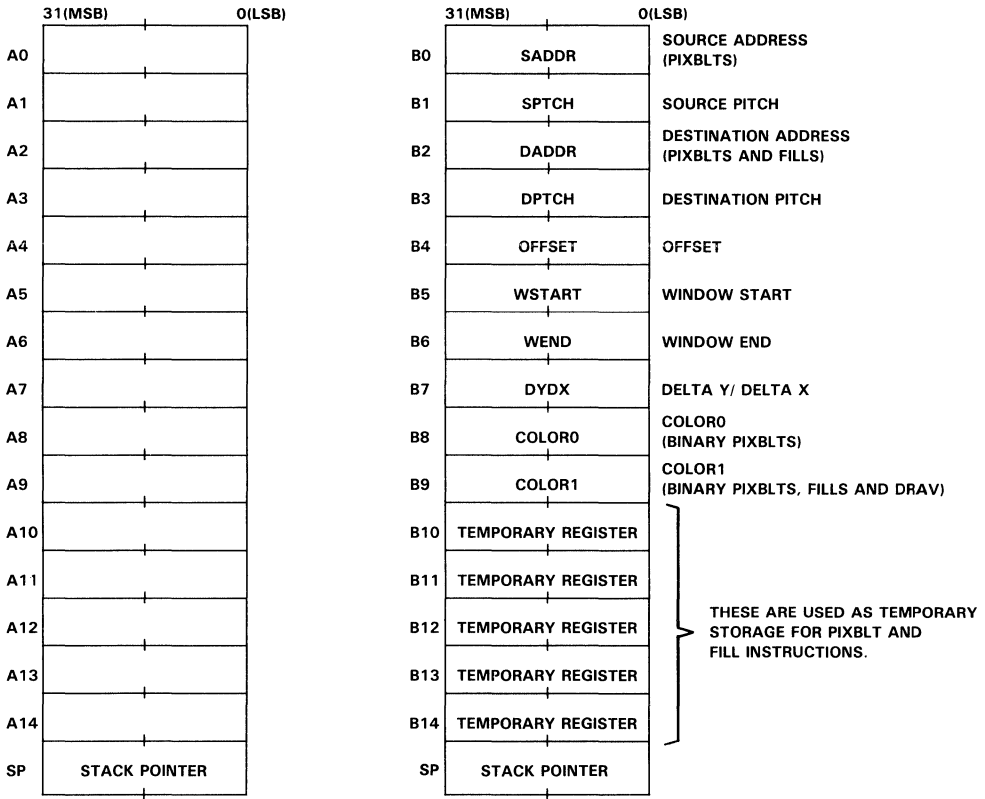 31(MSB) 0(LSB)
A0
A1
A2
A3
A4
A5
A6
A7
A8
A9
A10
A11
A12
A13
A14
SP STACK POINTER
31(MSB) 0(LSB)
B0 SADDR SOURCE ADDRESS
(PIXBLTS)
B1 SPTCH SOURCE PITCH
B2 DADDR DESTINATION ADDRESS
(PIXBLTS AND FILLS)
B3 DPTCH DESTINATION PITCH
B4 OFFSET OFFSET
B5 WSTART WINDOW START
B6 WEND WINDOW END
B7 DYDX DELTA Y/ DELTA X
B8 COLOR0 COLOR0
(BINARY PIXBLTS)
B9 COLOR1 COLOR1
(BINARY PIXBLTS, FILLS AND DRAV)
B10 TEMPORARY REGISTER
B11 TEMPORARY REGISTER
B12 TEMPORARY REGISTER
B13 TEMPORARY REGISTER
B14 TEMPORARY REGISTER
THESE ARE USED AS TEMPORARY
STORAGE FOR PIXBLT AND
FILL INSTRUCTIONS.
SP STACK POINTER